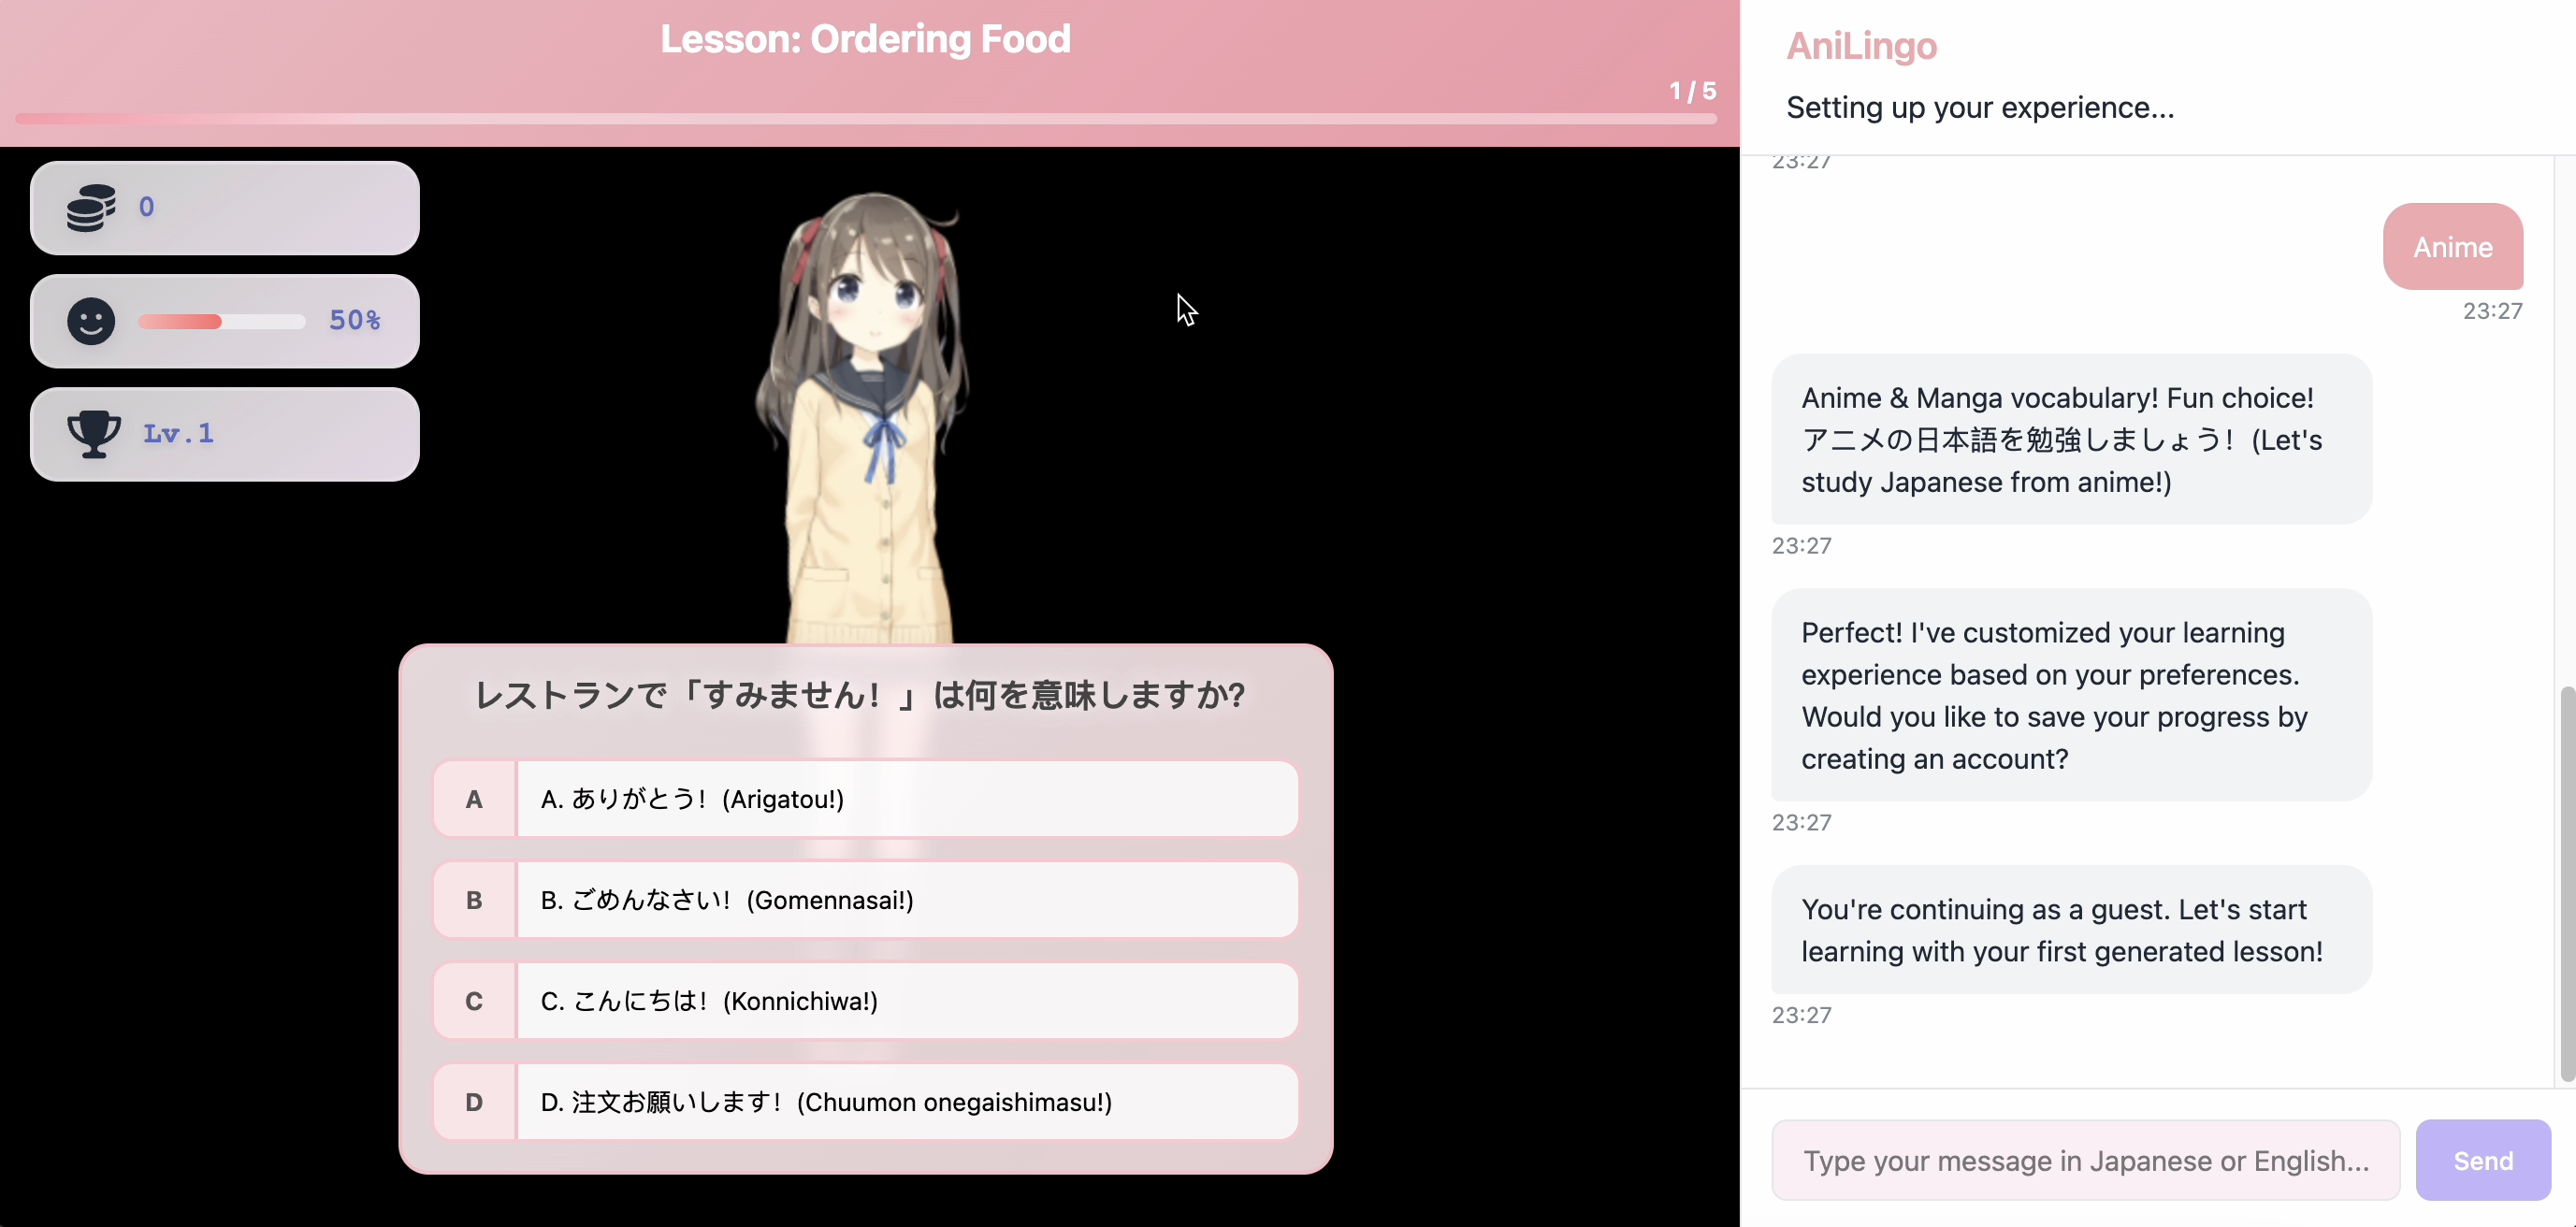 Lesson: Ordering Food
1 / 5
0
50%
Lv.1
レストランで「すみません！」は何を意味しますか?
A
A. ありがとう！(Arigatou!)
B
B. ごめんなさい！(Gomennasai!)
C
C. こんにちは！(Konnichiwa!)
D
D. 注文お願いします！(Chuumon onegaishimasu!)
AniLingo
Setting up your experience...
23:27
Anime
23:27
Anime & Manga vocabulary! Fun choice!
アニメの日本語を勉強しましょう！(Let's
study Japanese from anime!)
23:27
Perfect! I've customized your learning
experience based on your preferences.
Would you like to save your progress by
creating an account?
23:27
You're continuing as a guest. Let's start
learning with your first generated lesson!
23:27
Type your message in Japanese or English...
Send